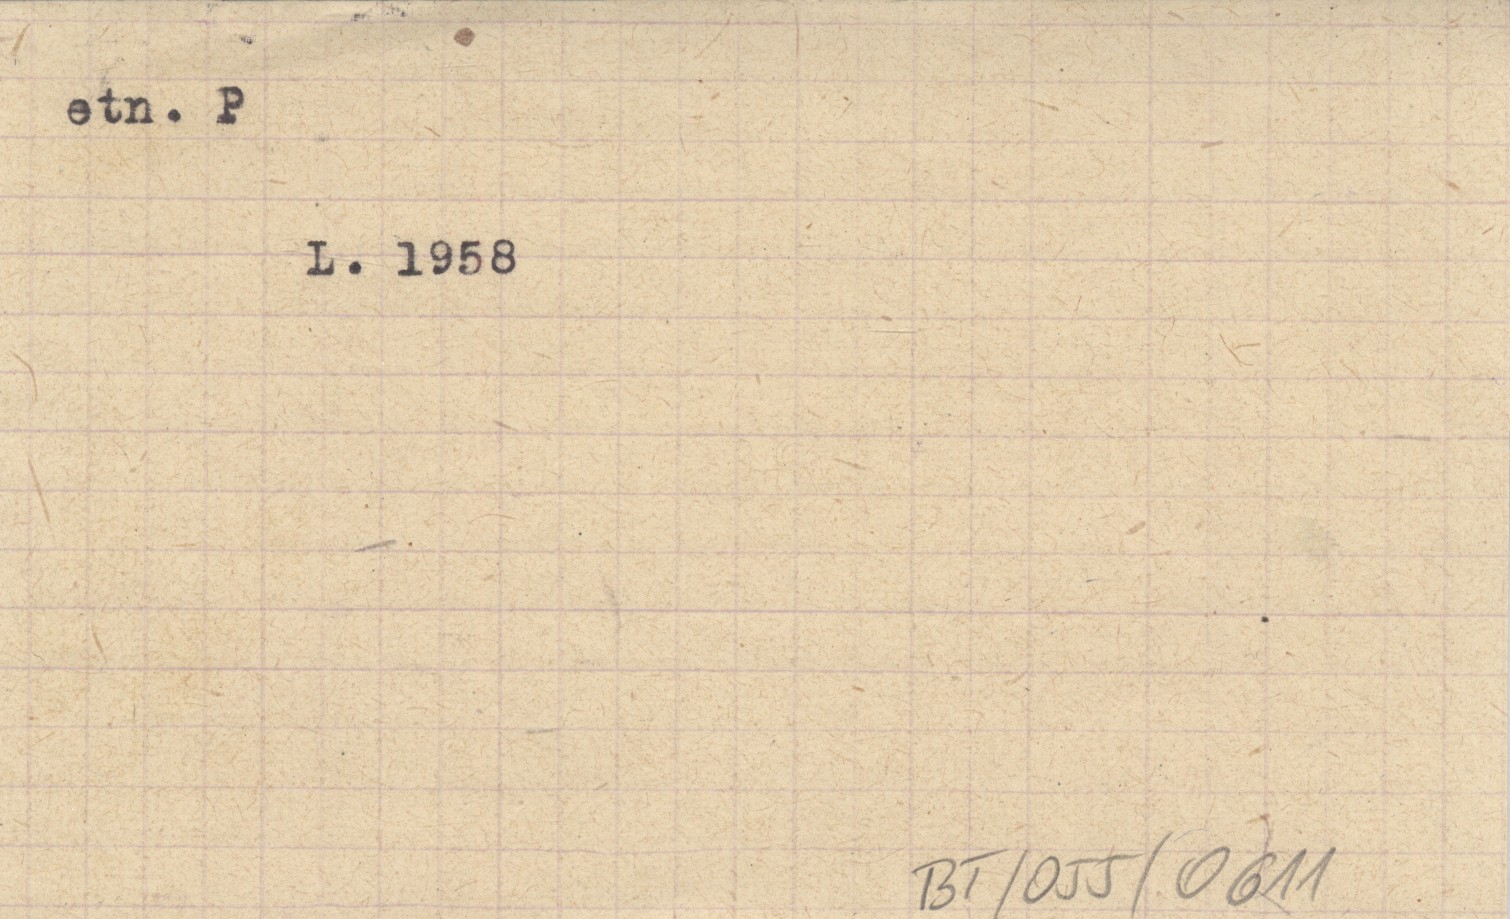 etn. P
L. 1958
BT/055/0611